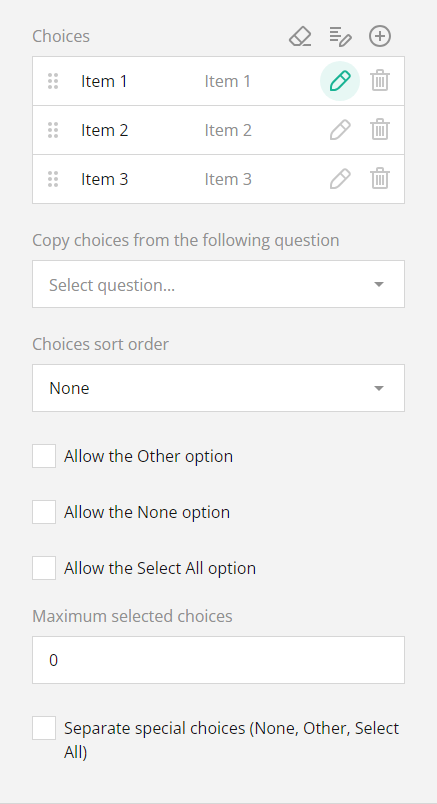 Choices
Item 1 Item 1
Item 2 Item 2
Item 3 Item 3
Copy choices from the following question
Select question...
Choices sort order
None
Allow the Other option
Allow the None option
Allow the Select All option
Maximum selected choices
0
Separate special choices (None, Other, Select
All)